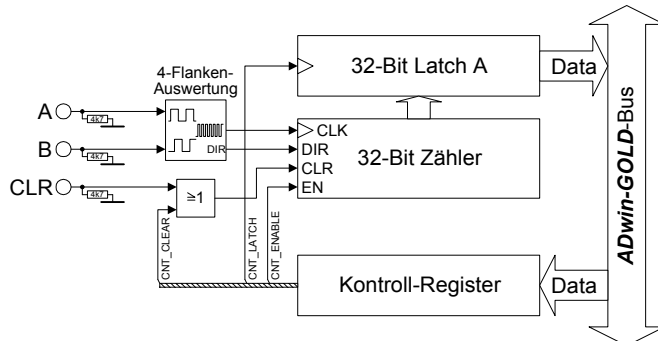 4-Flanken-
Auswertung
A
4k7
B
4k7
DIR
CLR
4k7
≥1
32-Bit Latch A
Data
CLK
DIR
CLR
EN
32-Bit Zähler
CNT_CLEAR
CNT_LATCH
CNT_ENABLE
Kontroll-Register
Data
ADwin-GOLD-Bus